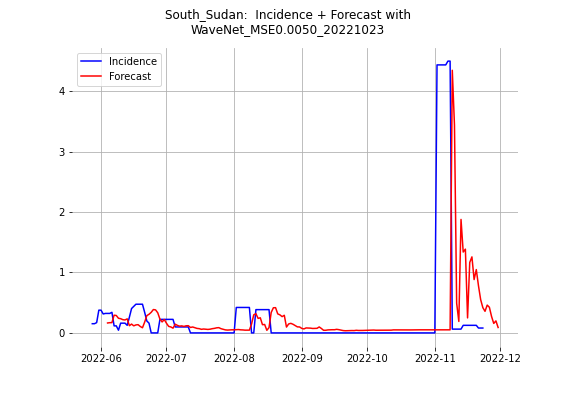 South_Sudan:  Incidence + Forecast with
WaveNet_MSE0.0050_20221023
Incidence
Forecast
4
3
2
1
0
2022-06 2022-07 2022-08 2022-09 2022-10 2022-11 2022-12